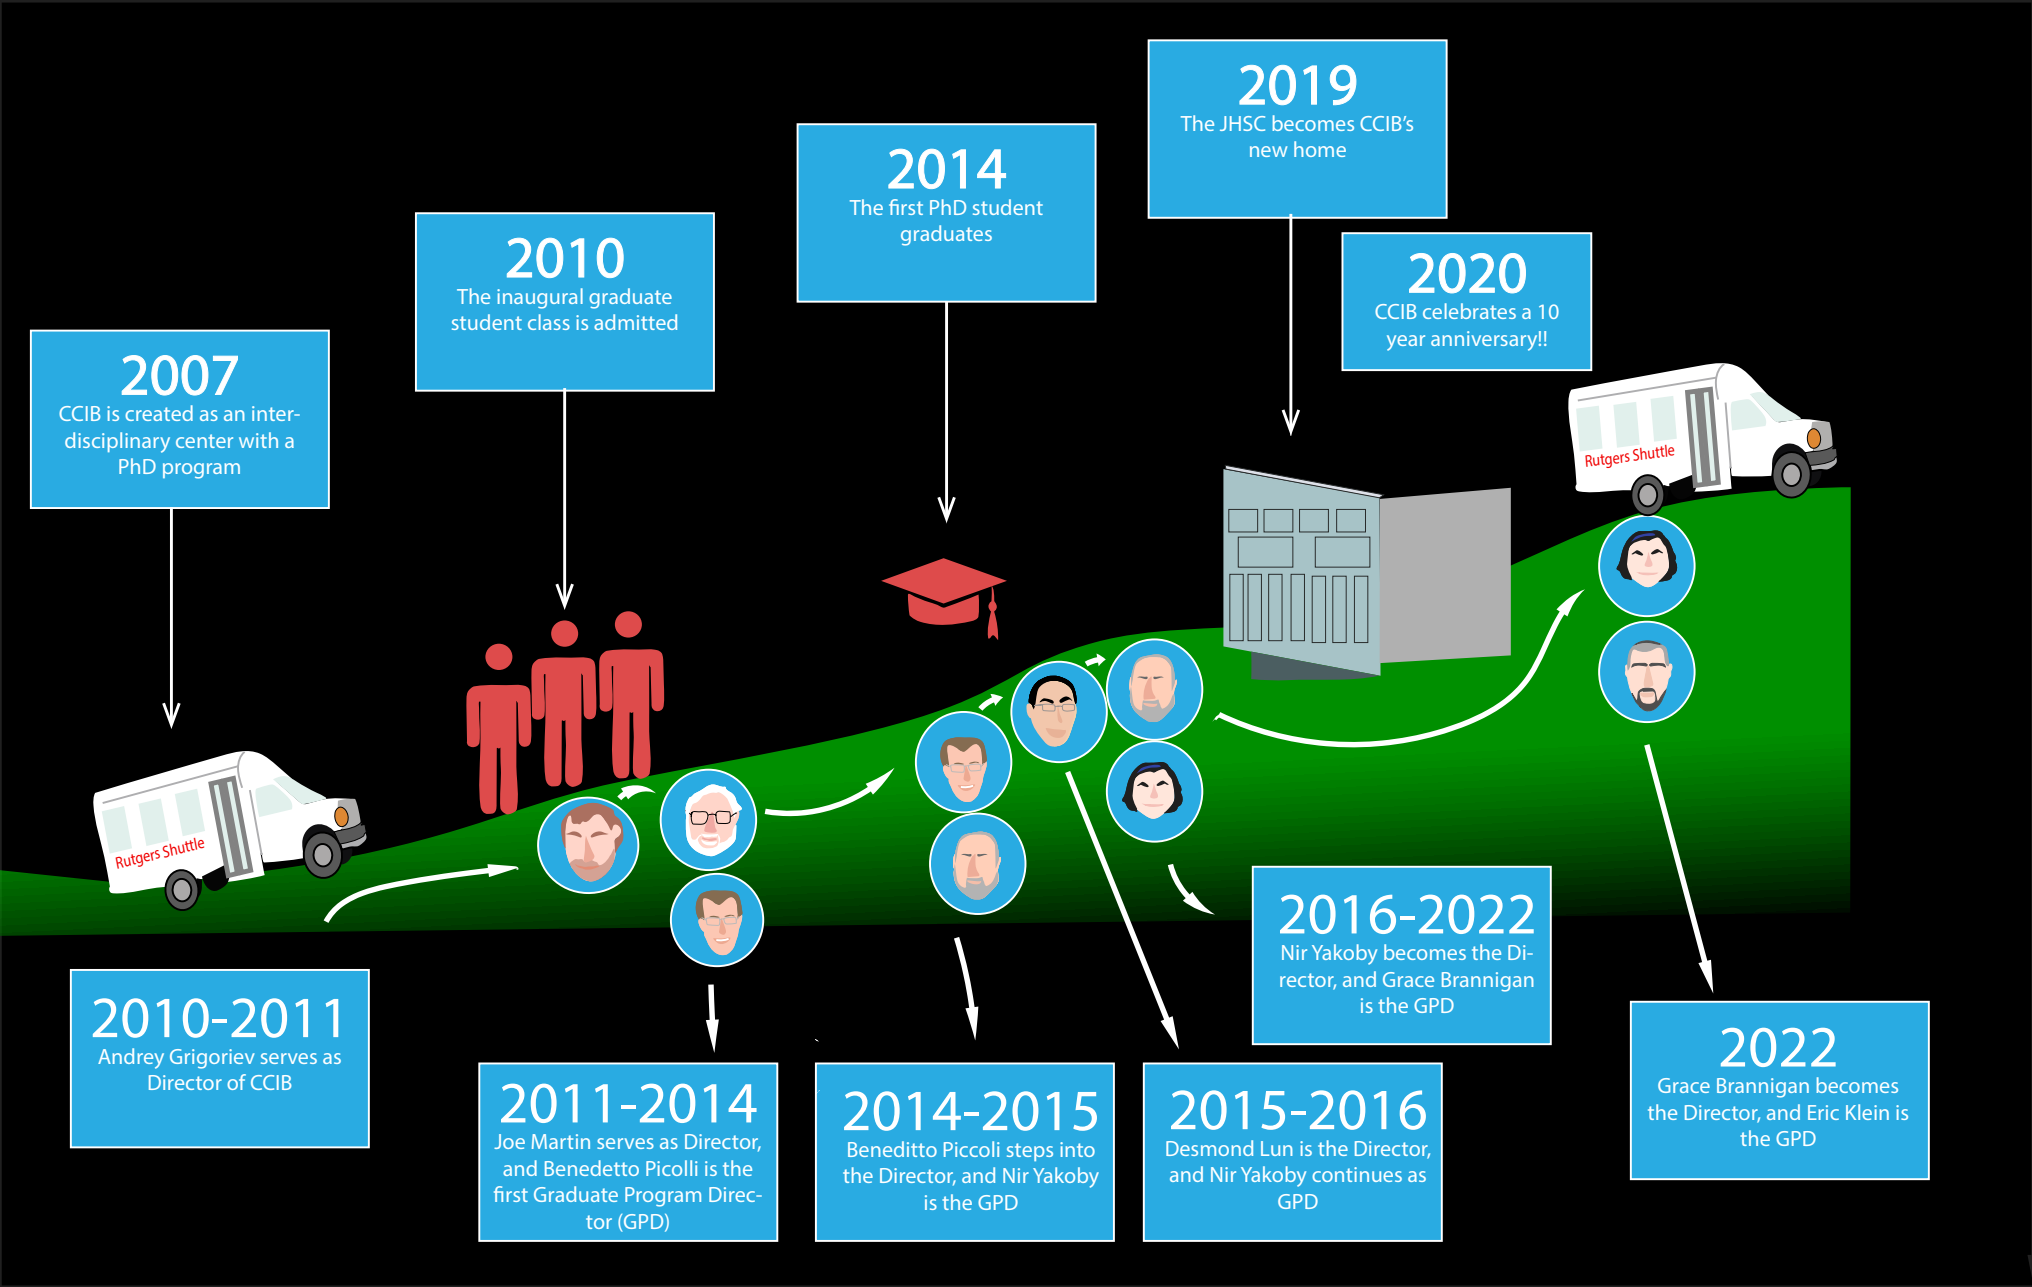 2019
The JHSC becomes CCIB's
new home
2014
The first PhD student
graduates
2010
The inaugural graduate
student class is admitted
2020
CCIB celebrates a 10
year anniversary!!
2007
CCIB is created as an inter-
disciplinary center with a
PhD program
Rutgers Shuttle
Rutgers Shuttle
2010-2011
Andrey Grigoriev serves as
Director of CCIB
2011-2014
Joe Martin serves as Director,
and Benedetto Picolli is the
first Graduate Program Direc-
tor (GPD)
2014-2015
Beneditto Piccoli steps into
the Director, and Nir Yakoby
is the GPD
2015-2016
Desmond Lun is the Director,
and Nir Yakoby continues as
GPD
2016-2022
Nir Yakoby becomes the Di-
rector, and Grace Brannigan
is the GPD
2022
Grace Brannigan becomes
the Director, and Eric Klein is
the GPD